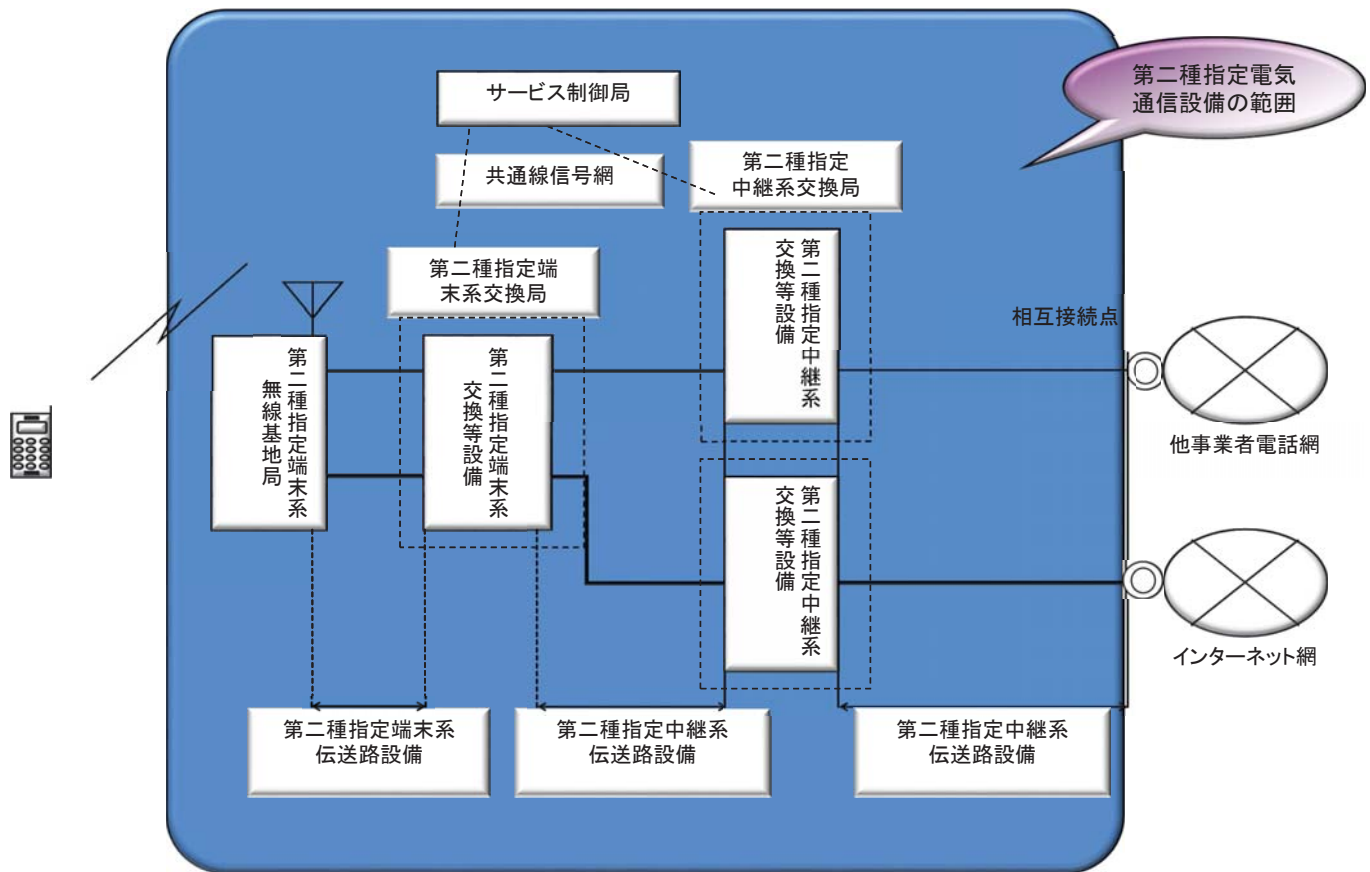 第二種指定電気
通信設備の範囲
サービス制御局
共通線信号網
第二種指定
中継系交換局
第二種指定端
末系交換局
第二種指定端末系
無線基地局
第二種指定端末系
交換等設備
第二種指定中継系
交換等設備
相互接続点
他事業者電話網
第二種指定中継系
交換等設備
インターネット網
第二種指定端末系
伝送路設備
第二種指定中継系
伝送路設備
第二種指定中継系
伝送路設備